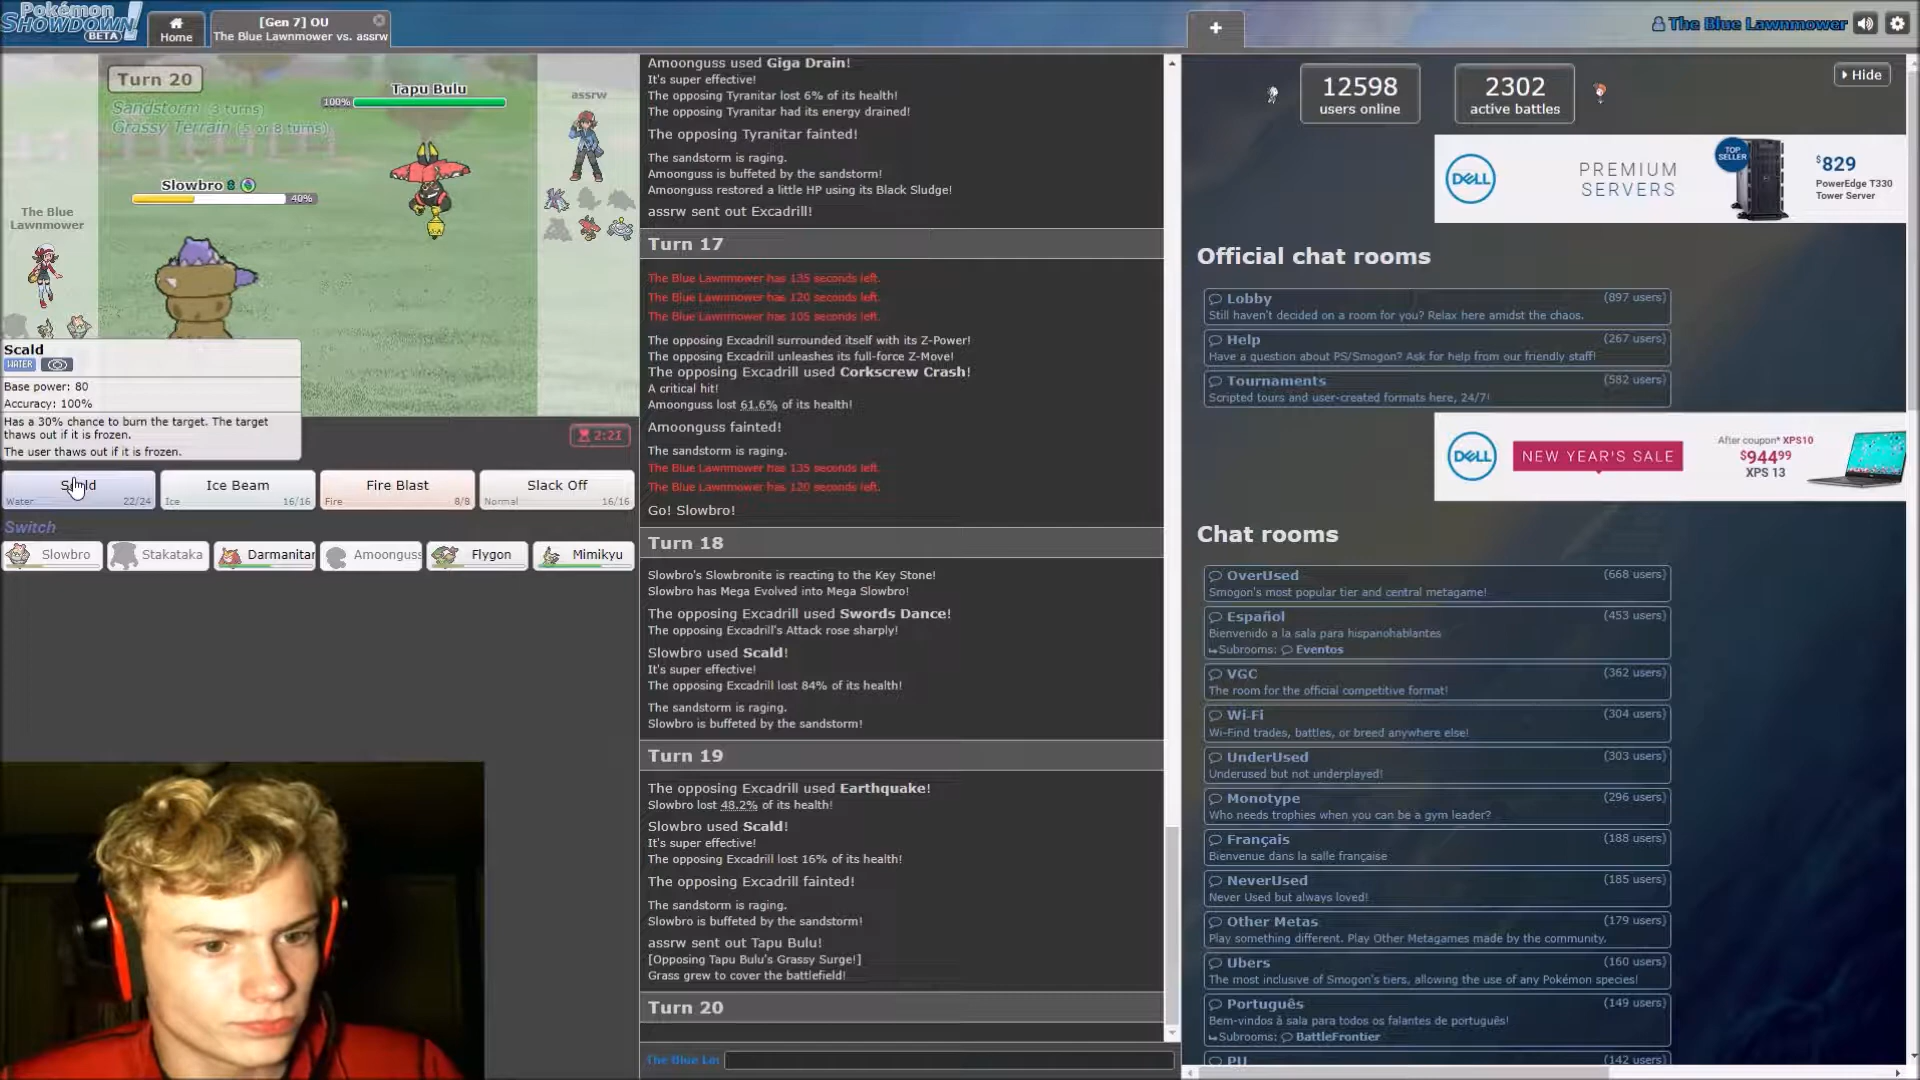 Pokémon
SHOWDOWN!
BETA
Home
[Gen 7] OU
The Blue Lawnmower vs. assrw
+
The Blue Lawnmower
Turn 20
Sandstorm (3 turns)
Grassy Terrain (5 or 8 turns)
Tapu Bulu
100%
Slowbro
40%
The Blue
Lawnmower
assrw
Scald
WATER
Base power: 80
Accuracy: 100%
Has a 30% chance to burn the target. The target
thaws out if it is frozen.
The user thaws out if it is frozen.
2:21
Water 22/24
Ice Beam
Ice 16/16
Fire Blast
Fire 8/8
Slack Off
Normal 16/16
Switch
Slowbro
Stakataka
Darmanitan
Amoonguss
Flygon
Mimikyu
Amoonguss used Giga Drain!
It's super effective!
The opposing Tyranitar lost 6% of its health!
The opposing Tyranitar had its energy drained!
The opposing Tyranitar fainted!
The sandstorm is raging.
Amoonguss is buffeted by the sandstorm!
Amoonguss restored a little HP using its Black Sludge!
assrw sent out Excadrill!
Turn 17
The Blue Lawnmower has 135 seconds left.
The Blue Lawnmower has 120 seconds left.
The Blue Lawnmower has 105 seconds left.
The opposing Excadrill surrounded itself with its Z-Power!
The opposing Excadrill unleashes its full-force Z-Move!
The opposing Excadrill used Corkscrew Crash!
A critical hit!
Amoonguss lost 61.6% of its health!
Amoonguss fainted!
The sandstorm is raging.
The Blue Lawnmower has 135 seconds left.
The Blue Lawnmower has 120 seconds left.
Go! Slowbro!
Turn 18
Slowbro's Slowbronite is reacting to the Key Stone!
Slowbro has Mega Evolved into Mega Slowbro!
The opposing Excadrill used Swords Dance!
The opposing Excadrill's Attack rose sharply!
Slowbro used Scald!
It's super effective!
The opposing Excadrill lost 84% of its health!
The sandstorm is raging.
Slowbro is buffeted by the sandstorm!
Turn 19
The opposing Excadrill used Earthquake!
Slowbro lost 48.2% of its health!
Slowbro used Scald!
It's super effective!
The opposing Excadrill lost 16% of its health!
The opposing Excadrill fainted!
The sandstorm is raging.
Slowbro is buffeted by the sandstorm!
assrw sent out Tapu Bulu!
[Opposing Tapu Bulu's Grassy Surge!]
Grass grew to cover the battlefield!
Turn 20
The Blue
12598
users online
2302
active battles
Hide
DELL
PREMIUM
SERVERS
TOP
SELLER
$829
PowerEdge T330
Tower Server
Official chat rooms
Lobby (897 users)
Still haven't decided on a room for you? Relax here amidst the chaos.
Help (267 users)
Have a question about PS/Smogon? Ask for help from our friendly staff!
Tournaments (582 users)
Scripted tours and user-created formats here, 24/7!
DELL
NEW YEAR'S SALE
After coupon* XPS10
$944.99
XPS 13
Chat rooms
OverUsed (668 users)
Smogon's most popular tier and central metagame!
Español (453 users)
Bienvenido a la sala para hispanohablantes
Subrooms: Eventos
VGC (362 users)
The room for the official competitive format!
Wi-Fi (304 users)
Wi-Find trades, battles, or breed anywhere else!
UnderUsed (303 users)
Underused but not underplayed!
Monotype (296 users)
Who needs trophies when you can be a gym leader?
Français (188 users)
Bienvenue dans la salle française
NeverUsed (185 users)
Never Used but always loved!
Other Metas (179 users)
Play something different. Play Other Metagames made by the community.
Ubers (160 users)
The most inclusive of Smogon's tiers, allowing the use of any Pokémon species!
Português (149 users)
Bem-vindos à sala para todos os falantes de português!
Subrooms: BattleFrontier
PU (142 users)